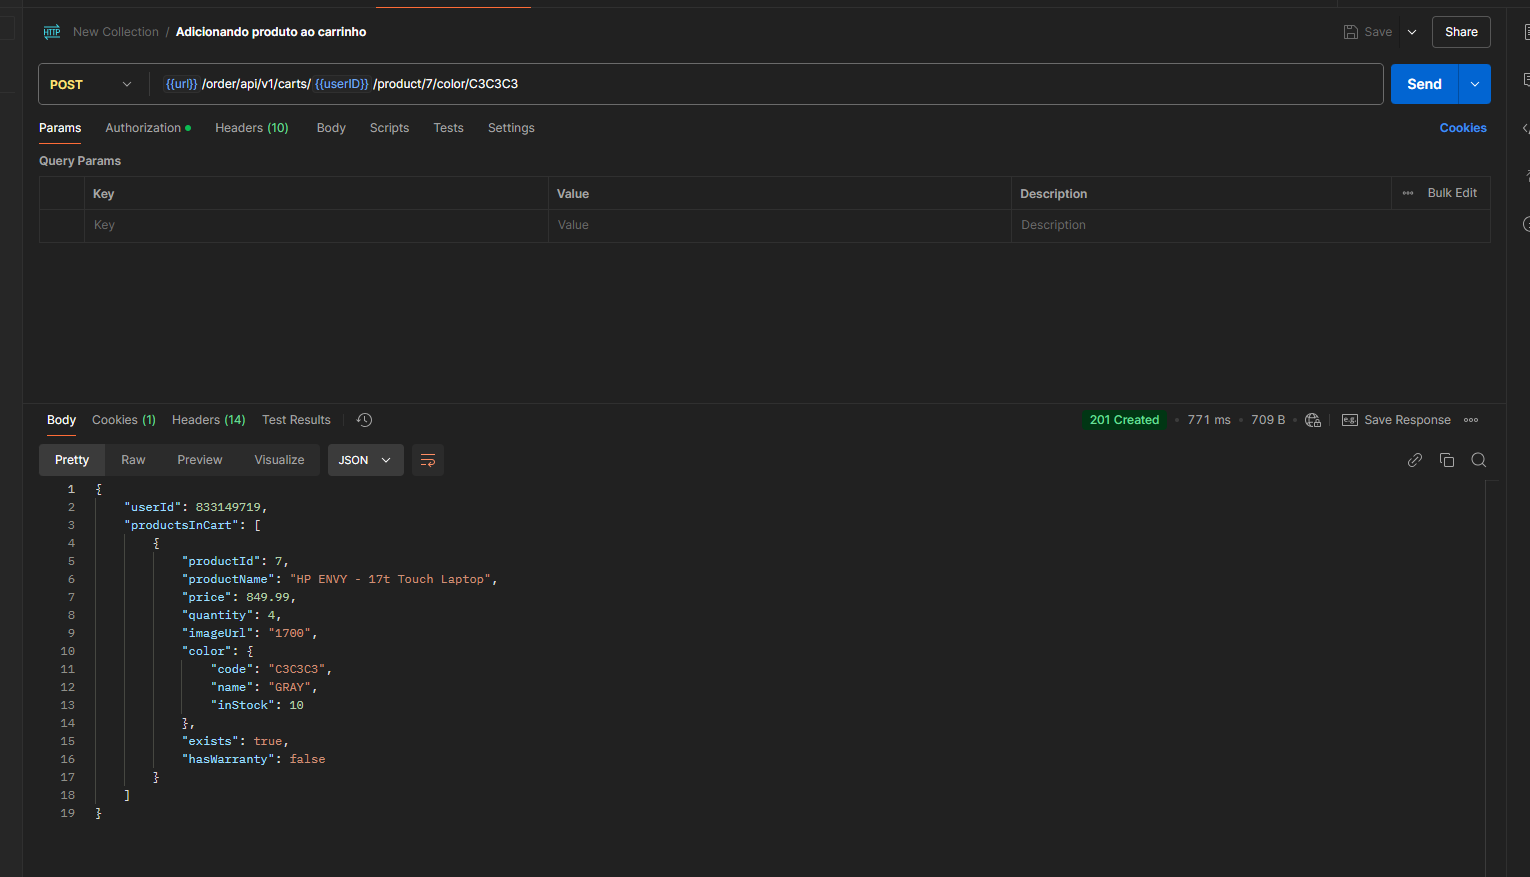 HTTP New Collection / Adicionando produto ao carrinho Save Share
POST {{url}} /order/api/v1/carts/ {{userID}} /product/7/color/C3C3C3 Send
Params Authorization Headers (10) Body Scripts Tests Settings Cookies
Query Params
Key Value Description Bulk Edit
Key Value Description
Body Cookies (1) Headers (14) Test Results 201 Created 771 ms 709 B e.g. Save Response
Pretty Raw Preview Visualize JSON
1 {
2 "userId": 833149719,
3 "productsInCart": [
4 {
5 "productId": 7,
6 "productName": "HP ENVY - 17t Touch Laptop",
7 "price": 849.99,
8 "quantity": 4,
9 "imageUrl": "1700",
10 "color": {
11 "code": "C3C3C3",
12 "name": "GRAY",
13 "inStock": 10
14 },
15 "exists": true,
16 "hasWarranty": false
17 }
18 ]
19 }